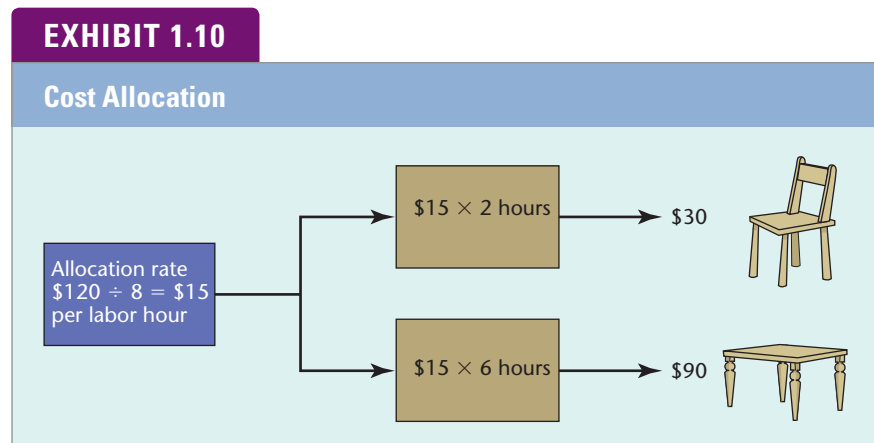 EXHIBIT 1.10
Cost Allocation
Allocation rate
$120 ÷ 8 = $15
per labor hour
$15 × 2 hours
$30
$15 × 6 hours
$90